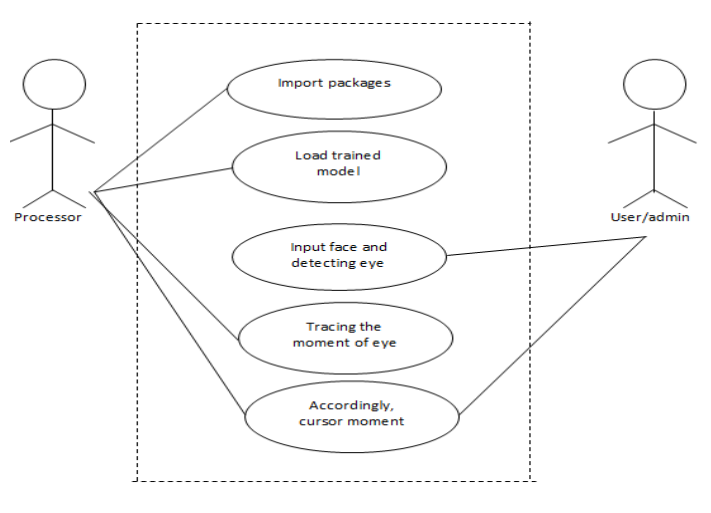 Import packages
Load trained
model
Processor
User/admin
Input face and
detecting eye
Tracing the
moment of eye
Accordingly,
cursor moment